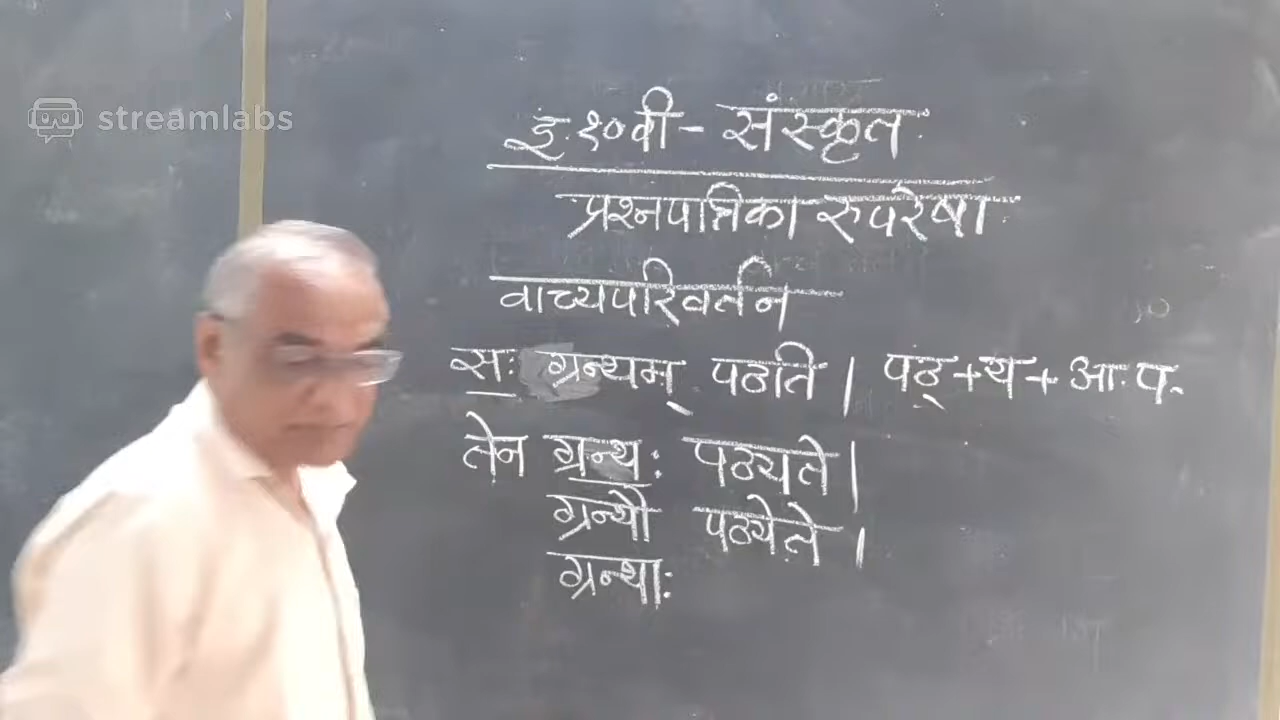 streamlabs
इ.१०वी - संस्कृत
प्रश्नपत्रिका रुपरेषा
वाच्यपरिवर्तन
सः ग्रन्थम् पठति | पठ्+य+आ.प.
तेन ग्रन्थः पठ्यते |
ग्रन्थौ पठ्येते |
ग्रन्थाः